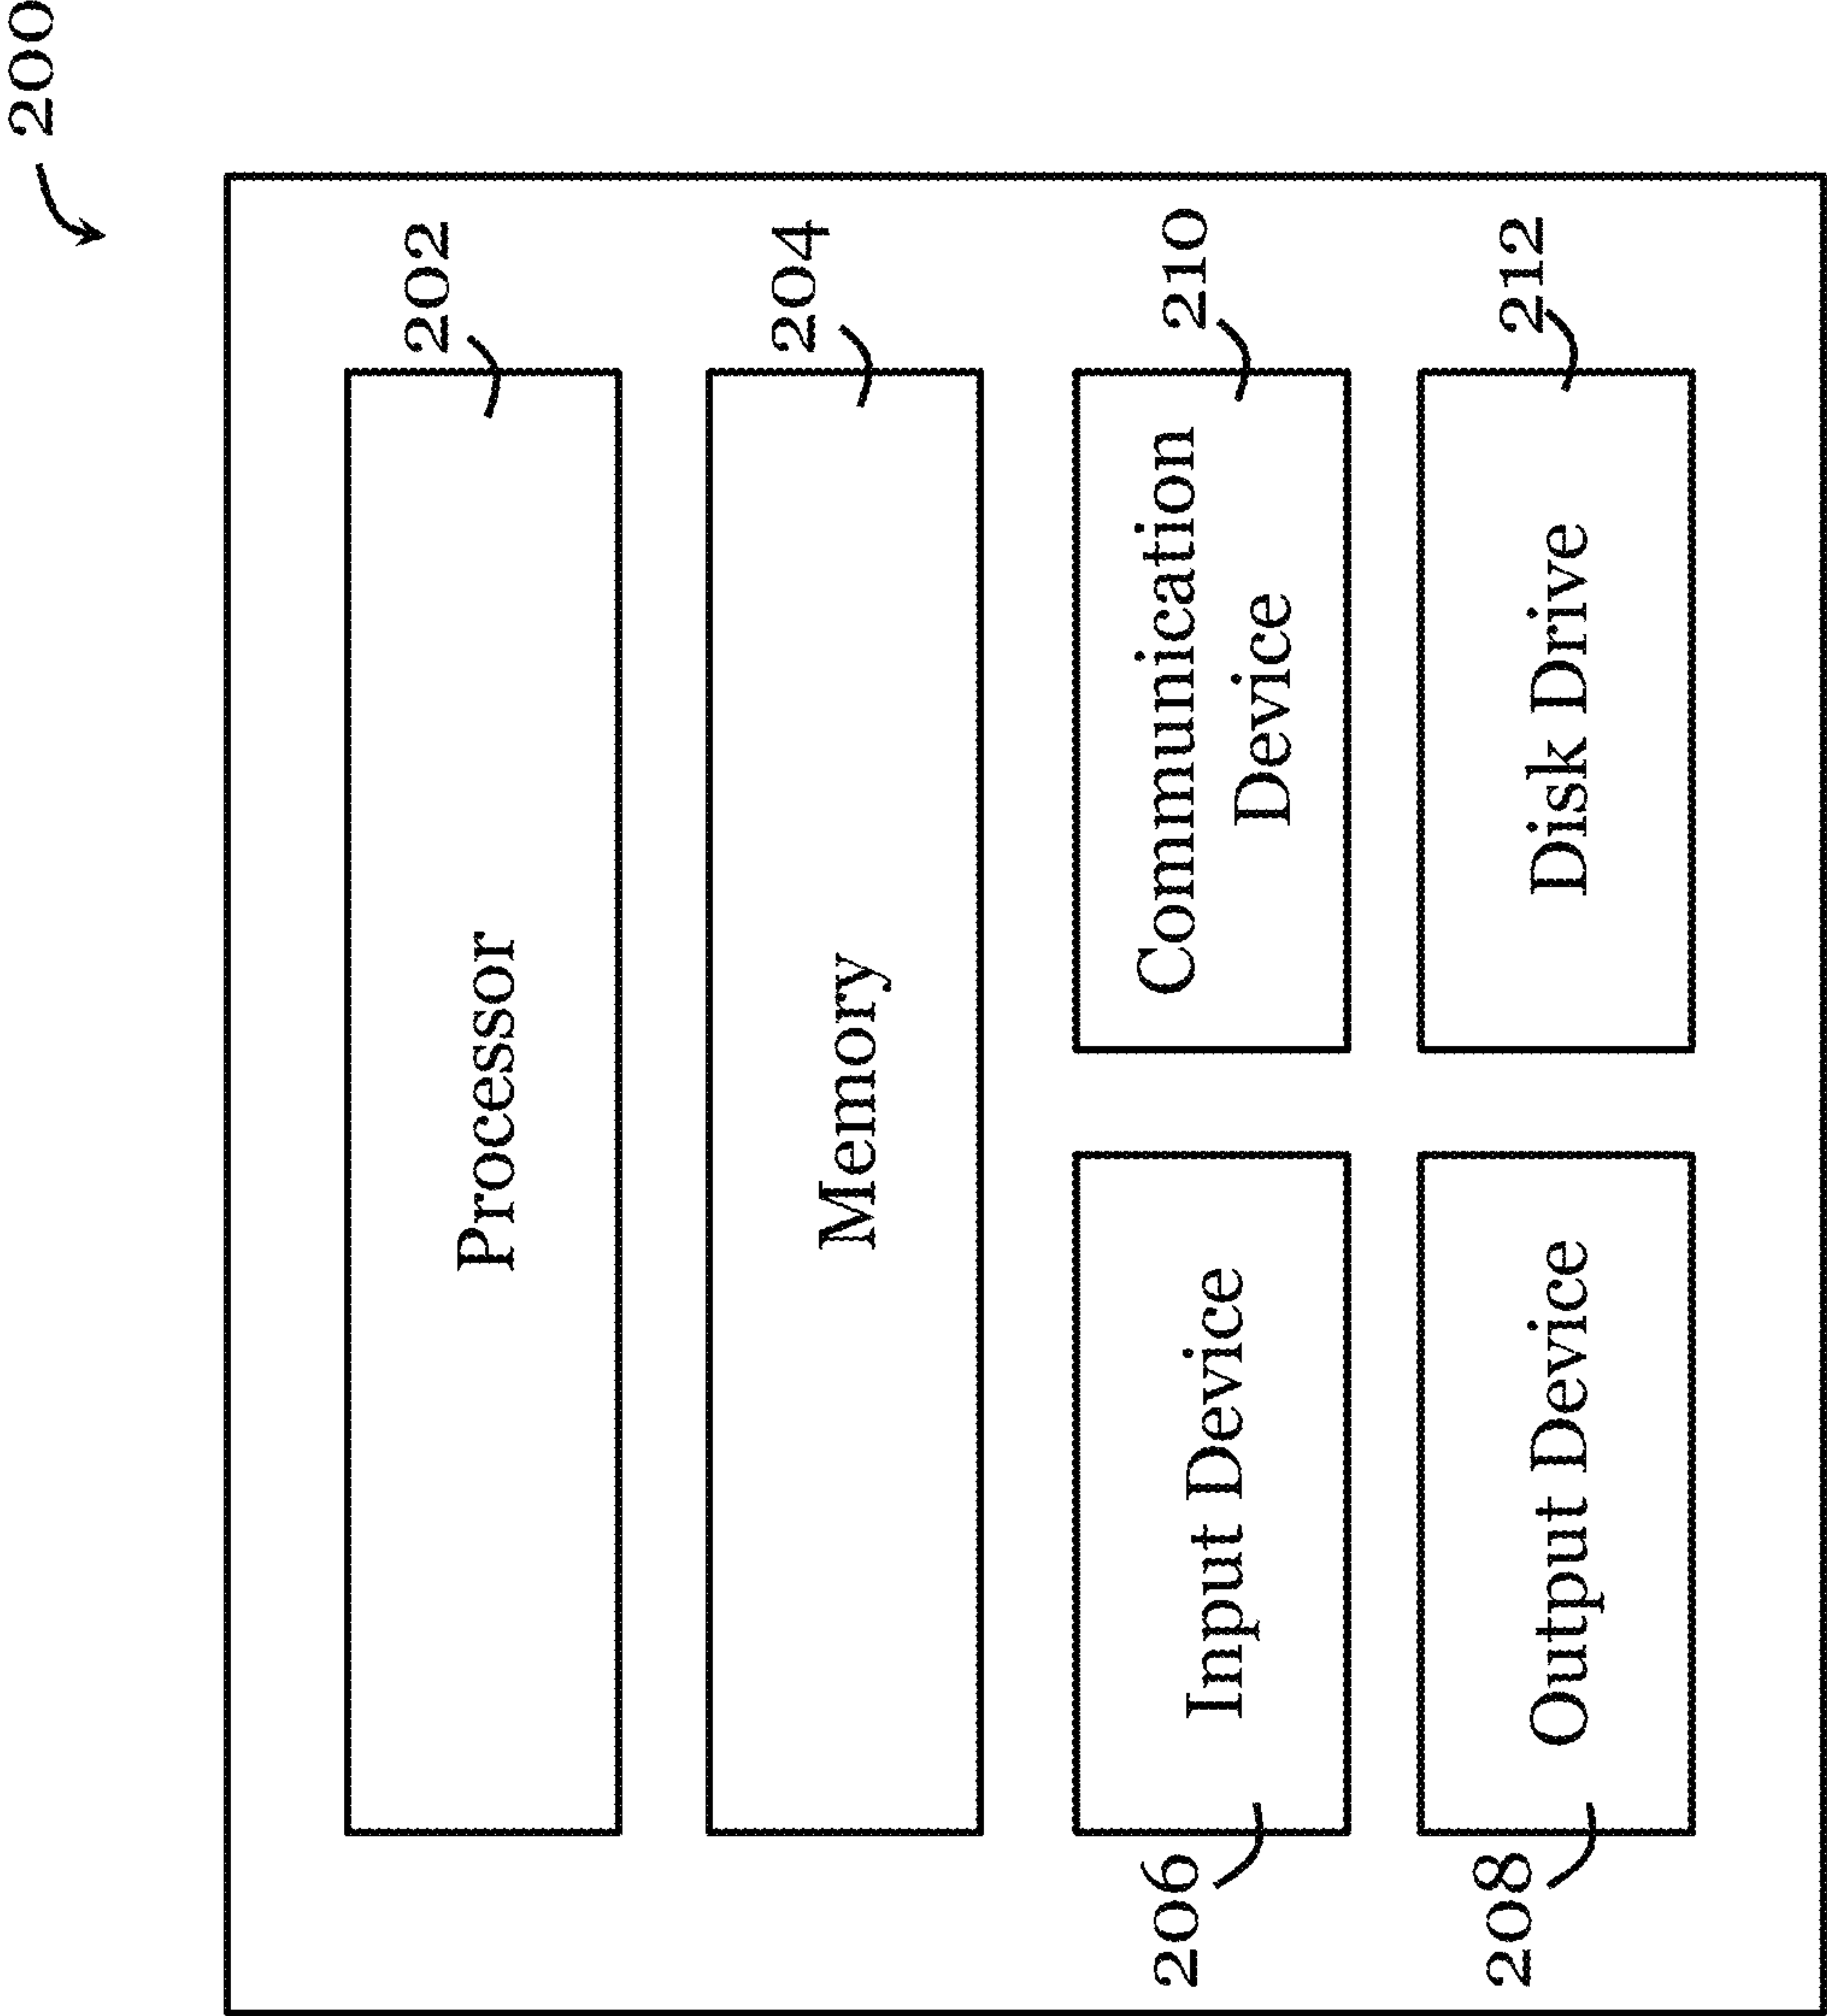 200
202
Processor
204
Memory
206
Input Device
210
Communication
Device
208
Output Device
212
Disk Drive